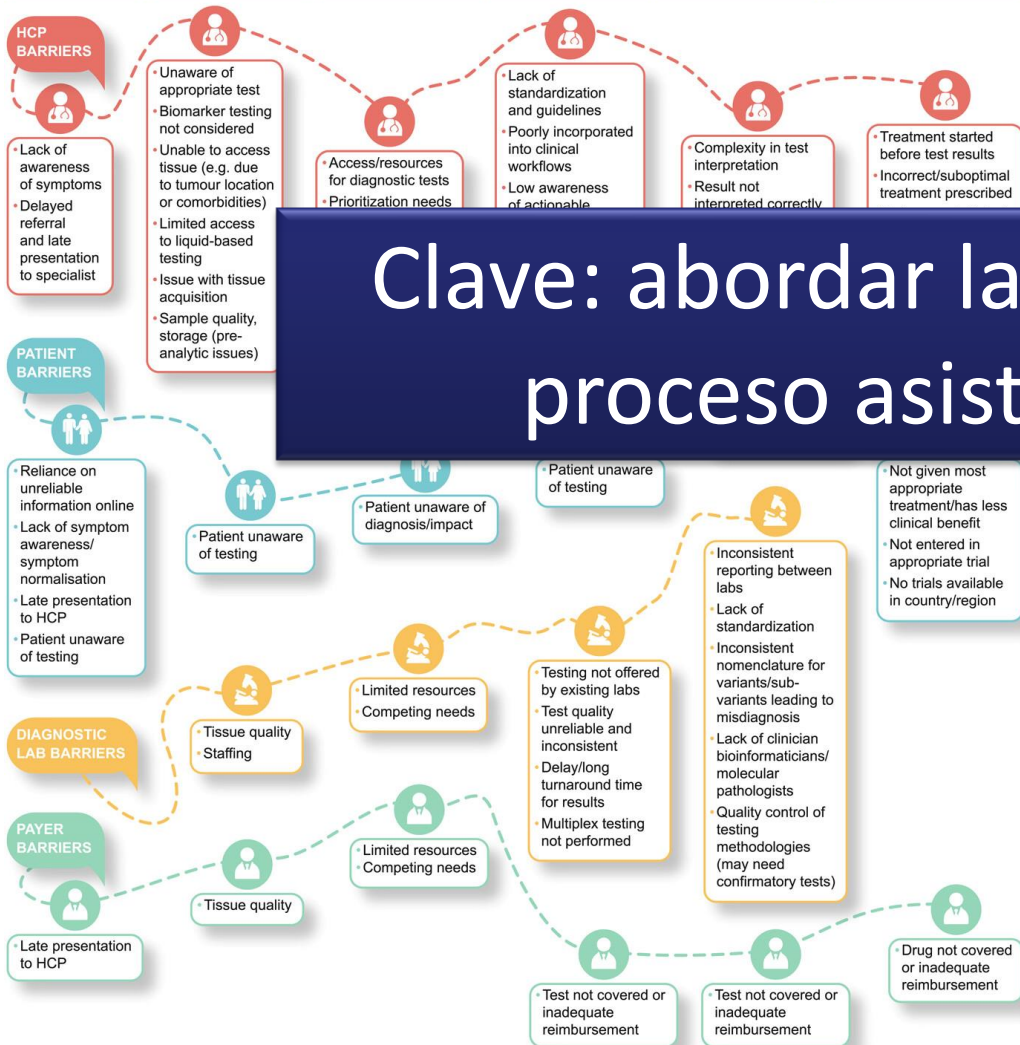 HCP
BARRIERS
• Lack of
awareness
of symptoms
• Delayed
referral
and late
presentation
to specialist
• Unaware of
appropriate test
• Biomarker testing
not considered
• Unable to access
tissue (e.g. due
to tumour location
or comorbidities)
• Limited access
to liquid-based
testing
• Issue with tissue
acquisition
• Sample quality,
storage (pre-
analytic issues)
• Access/resources
for diagnostic tests
• Prioritization needs
• Lack of
standardization
and guidelines
• Poorly incorporated
into clinical
workflows
• Low awareness
of actionable
• Complexity in test
interpretation
• Result not
interpreted correctly
• Treatment started
before test results
• Incorrect/suboptimal
treatment prescribed
Clave: abordar la
proceso asist
PATIENT
BARRIERS
• Reliance on
unreliable
information online
• Lack of symptom
awareness/
symptom
normalisation
• Late presentation
to HCP
• Patient unaware
of testing
• Patient unaware
of testing
• Patient unaware of
diagnosis/impact
• Patient unaware
of testing
• Not given most
appropriate
treatment/has less
clinical benefit
• Not entered in
appropriate trial
• No trials available
in country/region
DIAGNOSTIC
LAB BARRIERS
• Tissue quality
• Staffing
• Limited resources
• Competing needs
• Testing not offered
by existing labs
• Test quality
unreliable and
inconsistent
• Delay/long
turnaround time
for results
• Multiplex testing
not performed
• Inconsistent
reporting between
labs
• Lack of
standardization
• Inconsistent
nomenclature for
variants/sub-
variants leading to
misdiagnosis
• Lack of clinician
bioinformaticians/
molecular
pathologists
• Quality control of
testing
methodologies
(may need
confirmatory tests)
PAYER
BARRIERS
• Late presentation
to HCP
• Tissue quality
• Limited resources
• Competing needs
• Test not covered or
inadequate
reimbursement
• Test not covered or
inadequate
reimbursement
• Drug not covered
or inadequate
reimbursement